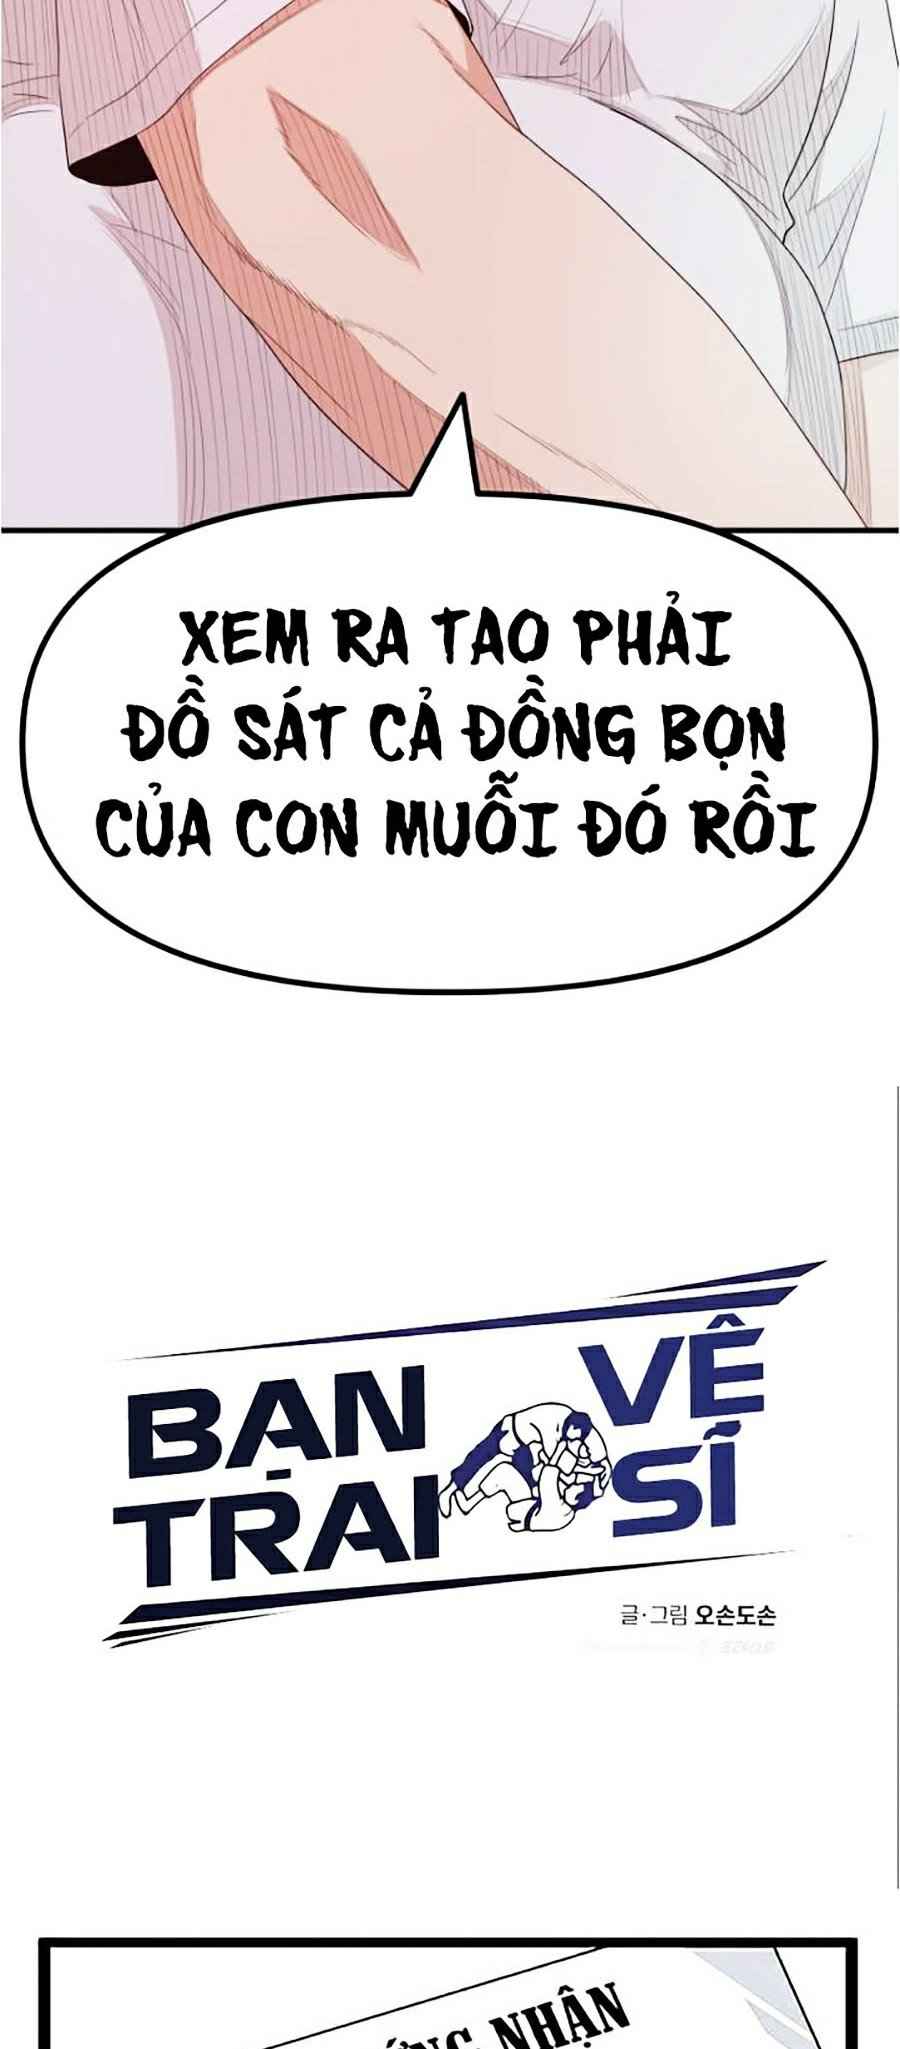 XEM RA TAO PHẢI
ĐỒ SÁT CẢ ĐỒNG BỌN
CỦA CON MUỖI ĐÓ RỒI
BẠN
TRAI
VỆ
SĨ
글·그림 오손도손
NHẬN